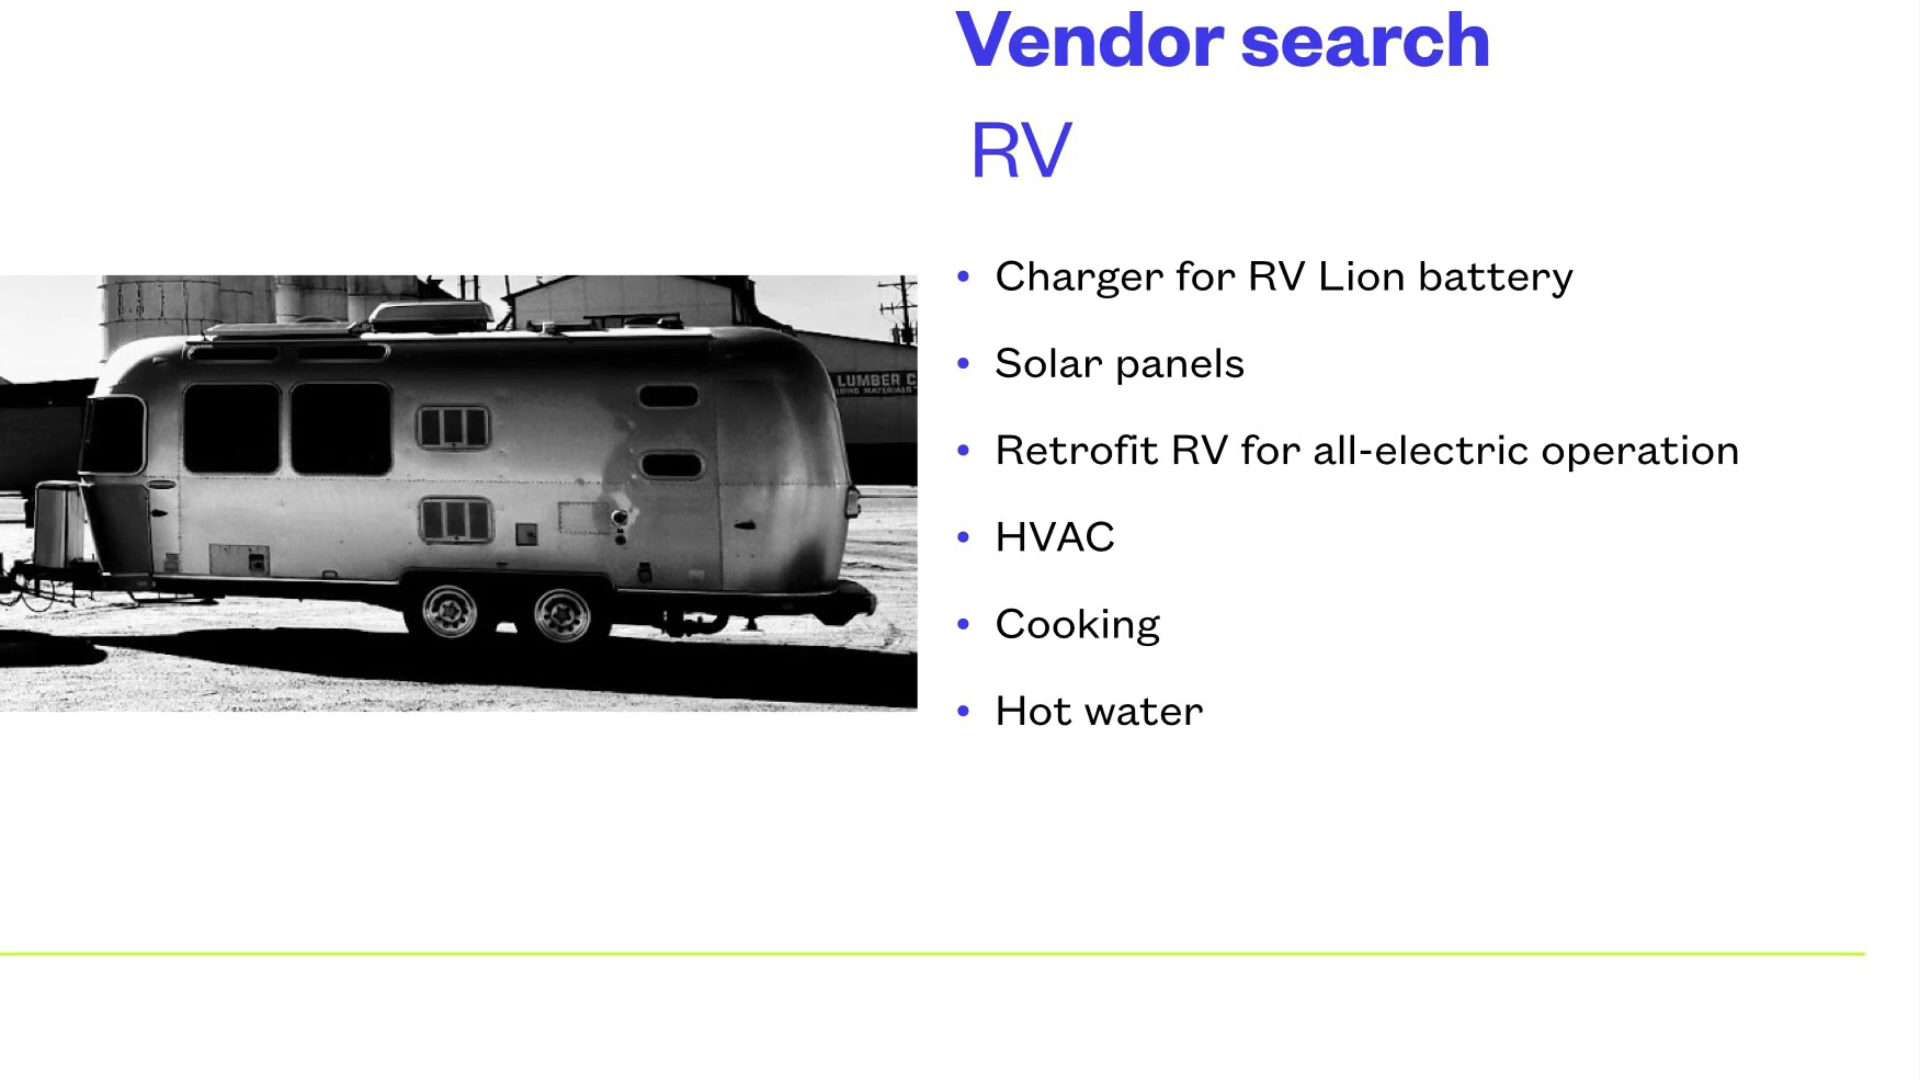 Vendor search
RV
• Charger for RV Lion battery
• Solar panels
• Retrofit RV for all-electric operation
• HVAC
• Cooking
• Hot water
LUMBER C
MATERIALS